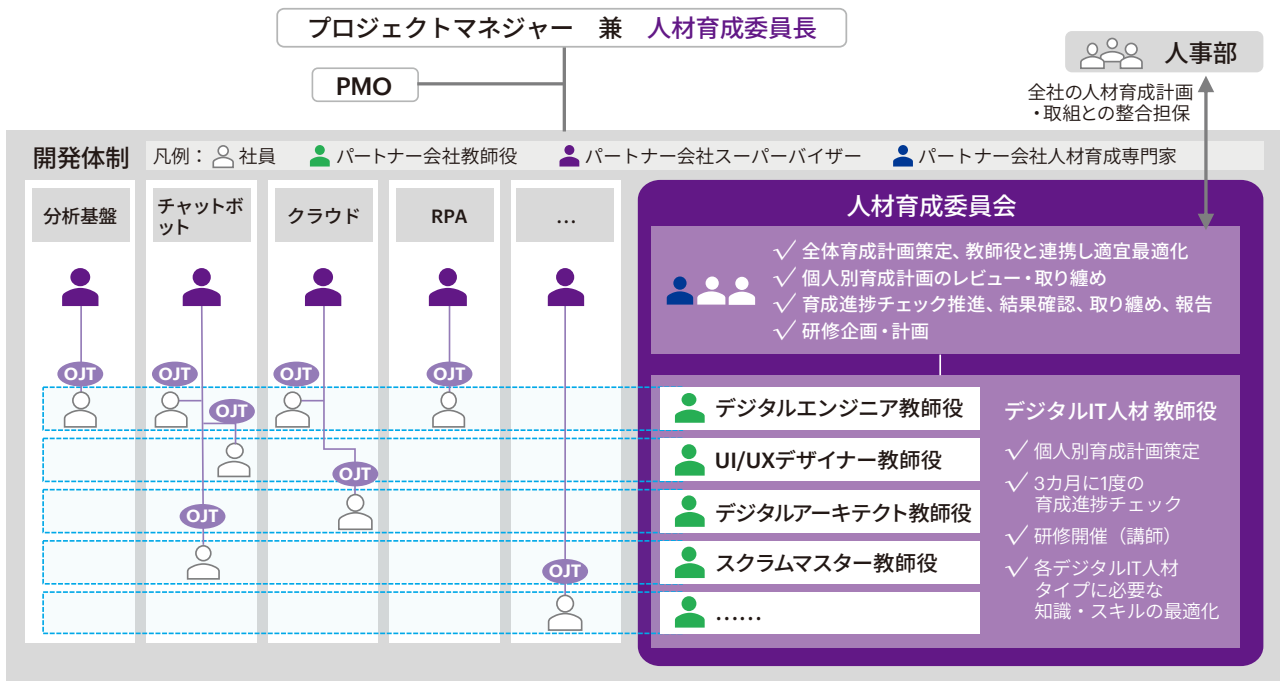 プロジェクトマネジャー 兼 人材育成委員長
PMO
人事部
全社の人材育成計画
・取組との整合担保
開発体制
凡例： 社員 パートナー会社教師役 パートナー会社スーパーバイザー パートナー会社人材育成専門家
分析基盤
チャットボ
ット
クラウド
RPA
…
OJT
OJT
OJT
OJT
OJT
OJT
OJT
OJT
人材育成委員会
✓ 全体育成計画策定、教師役と連携し適宜最適化
✓ 個人別育成計画のレビュー・取り纏め
✓ 育成進捗チェック推進、結果確認、取り纏め、報告
✓ 研修企画・計画
デジタルエンジニア教師役
UI/UXデザイナー教師役
デジタルアーキテクト教師役
スクラムマスター教師役
……
デジタルIT人材 教師役
✓ 個人別育成計画策定
✓ 3カ月に1度の
育成進捗チェック
✓ 研修開催（講師）
✓ 各デジタルIT人材
タイプに必要な
知識・スキルの最適化